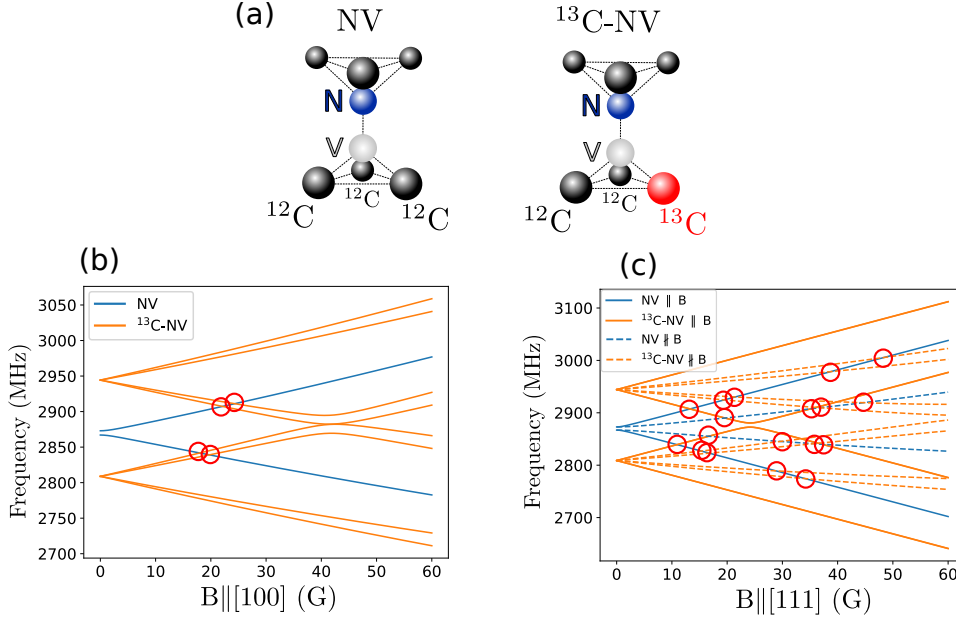 (a)
NV
¹³C-NV
N
𝕍
¹²C
¹²C
¹²C
N
𝕍
¹²C
¹²C
¹³C
(b)
NV
¹³C-NV
Frequency (MHz)
3050
3000
2950
2900
2850
2800
2750
2700
0 10 20 30 40 50 60
B∥[100] (G)
(c)
NV ∥ B
¹³C-NV ∥ B
NV ∦ B
¹³C-NV ∦ B
Frequency (MHz)
3100
3000
2900
2800
2700
0 10 20 30 40 50 60
B∥[111] (G)